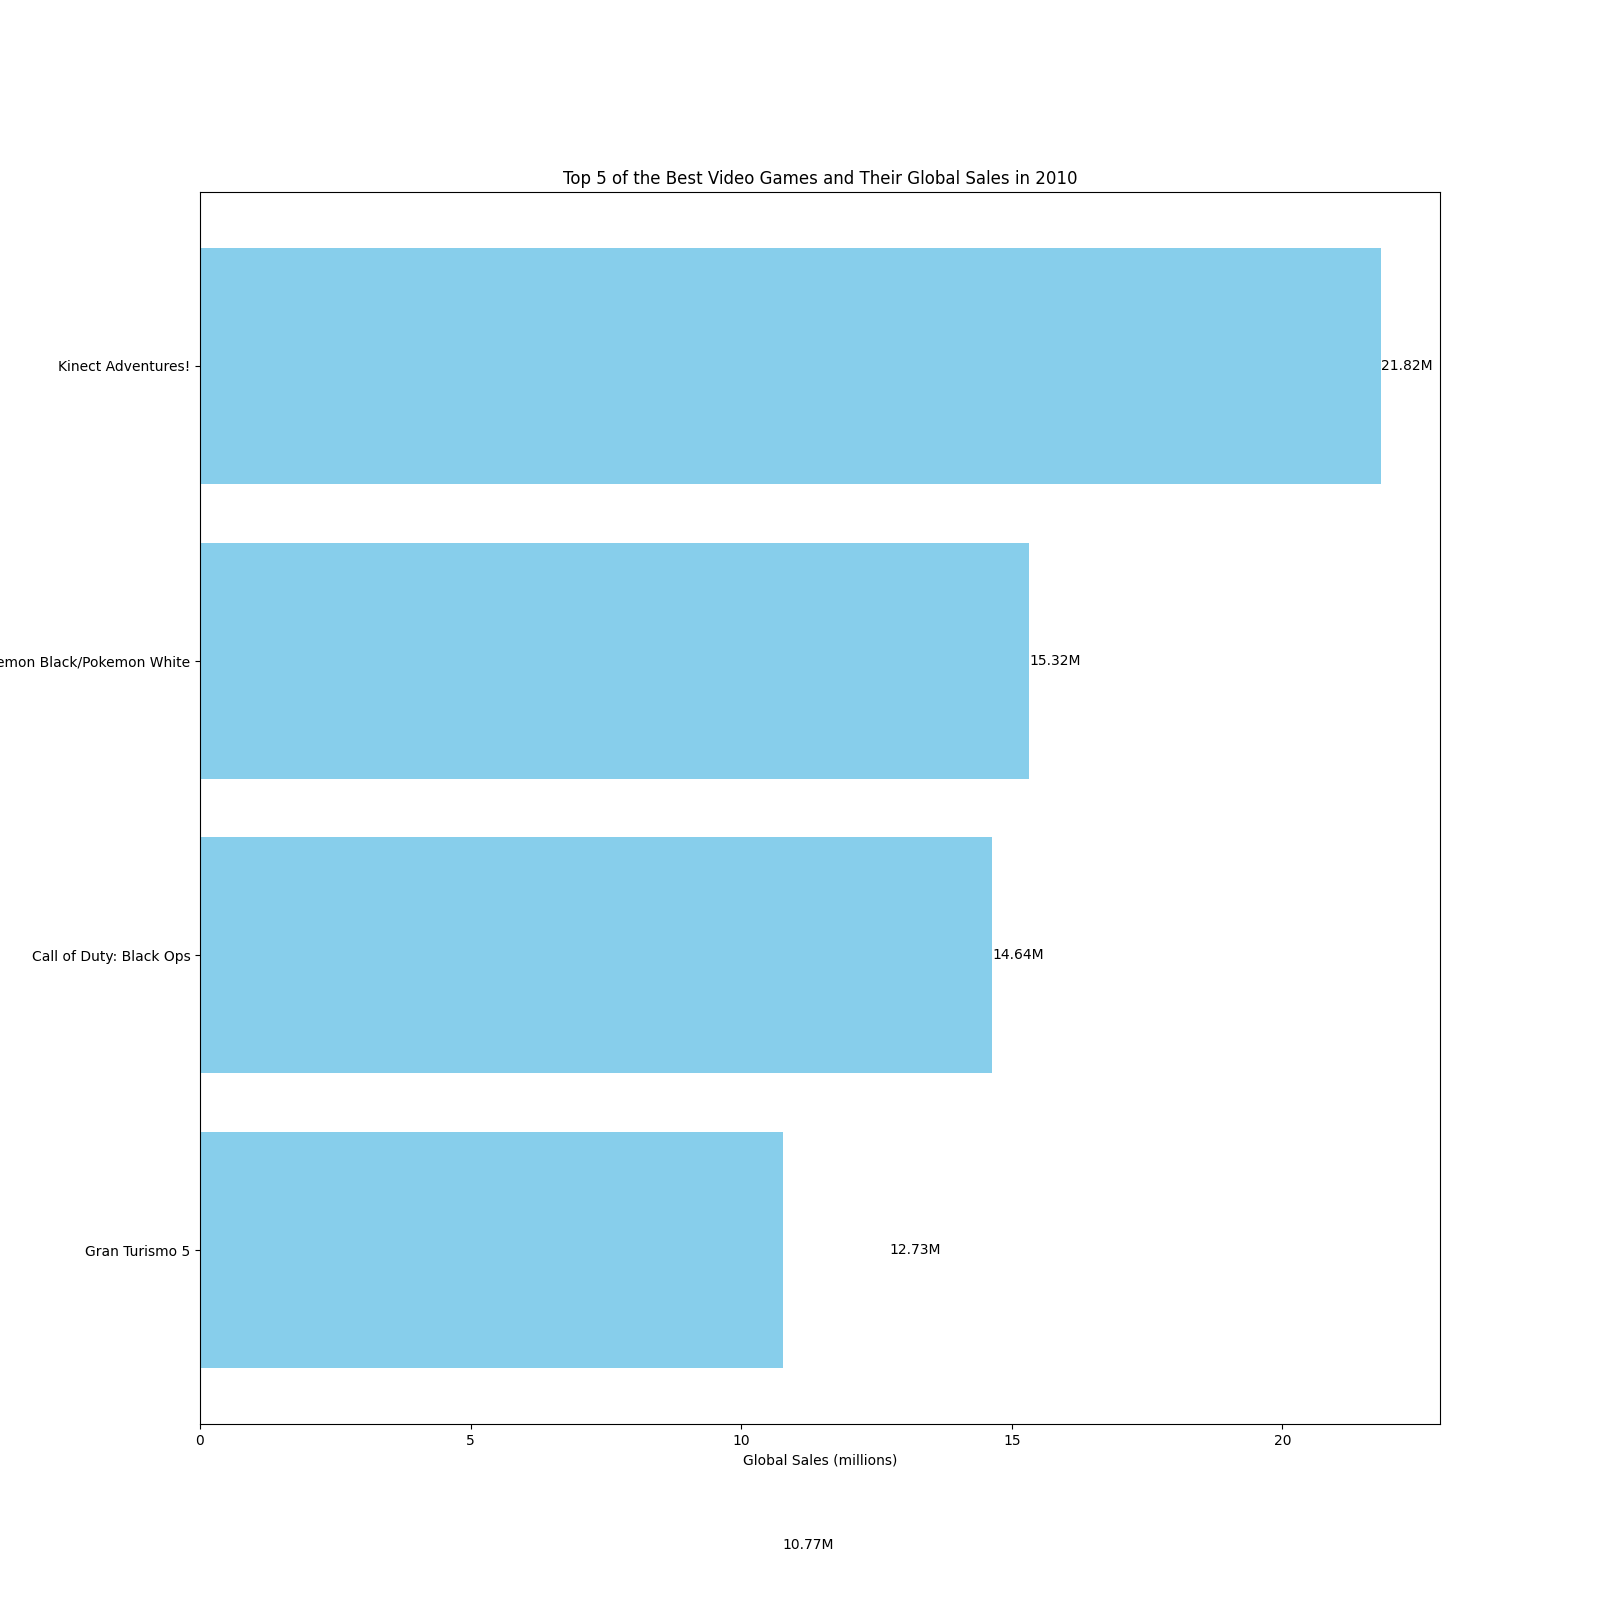 Top 5 of the Best Video Games and Their Global Sales in 2010
Kinect Adventures! 21.82M
Black/Pokemon White 15.32M
Call of Duty: Black Ops 14.64M
Gran Turismo 5 12.73M
0 5 10 15 20
Global Sales (millions)
10.77M